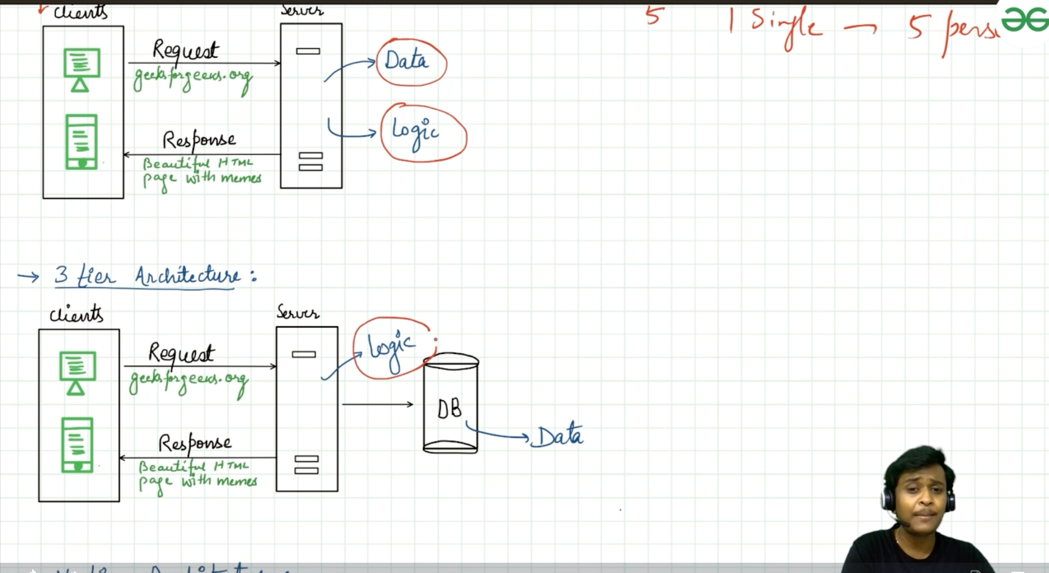 Clients
Server
5 1 Single → 5 pers
Request
geeksforgeeks.org
Data
Logic
Response
Beautiful HTML
page with memes
→ 3 tier Architecture:
Clients
Server
Request
geeksforgeeks.org
Logic
DB
Data
Response
Beautiful HTML
page with memes